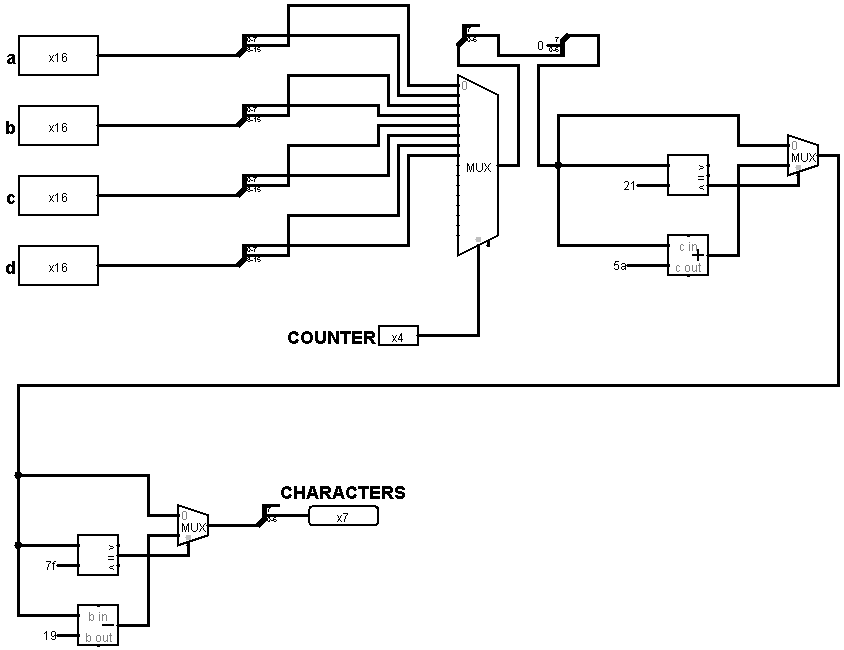 a x16
0-7
8-15
b x16
0-7
8-15
c x16
0-7
8-15
d x16
0-7
8-15
7
0-6
0
7
0-6
0
MUX
COUNTER x4
21
> = <
5a
c in
+
c out
0
MUX
7f
> = <
19
b in
−
b out
0
MUX
7
0-6
CHARACTERS
x7